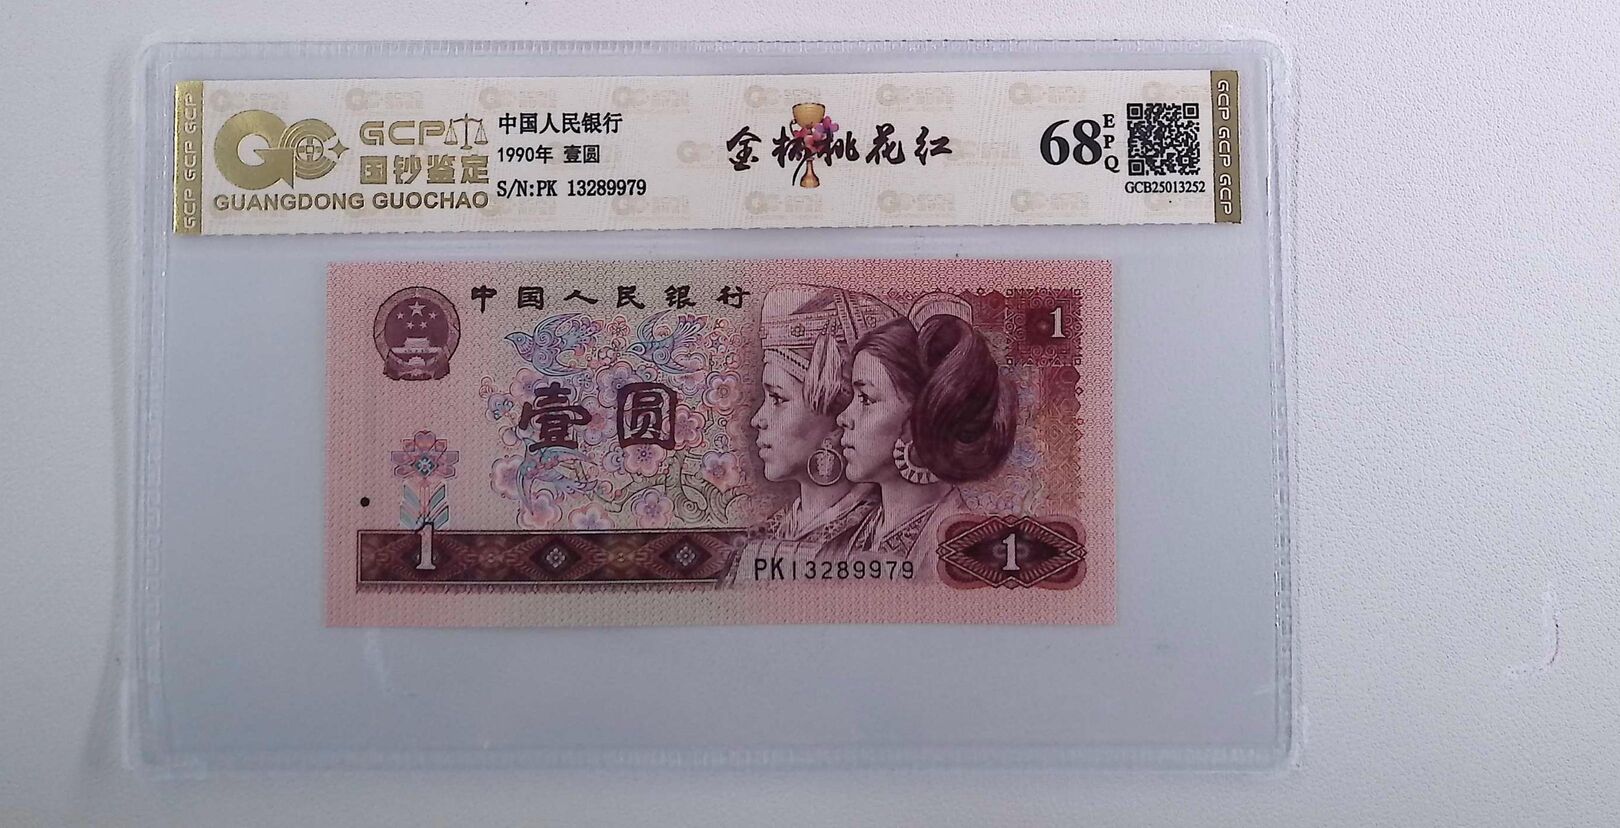 GCP GCP GCP
GCP
国钞鉴定
GUANGDONG GUOCHAO
中国人民银行
1990年 壹圆
S/N:PK 13289979
金杯桃花红
68 EPQ
GCB25013252
GCP GCP GCP
中国人民银行
1
壹圆
1
PK13289979
1